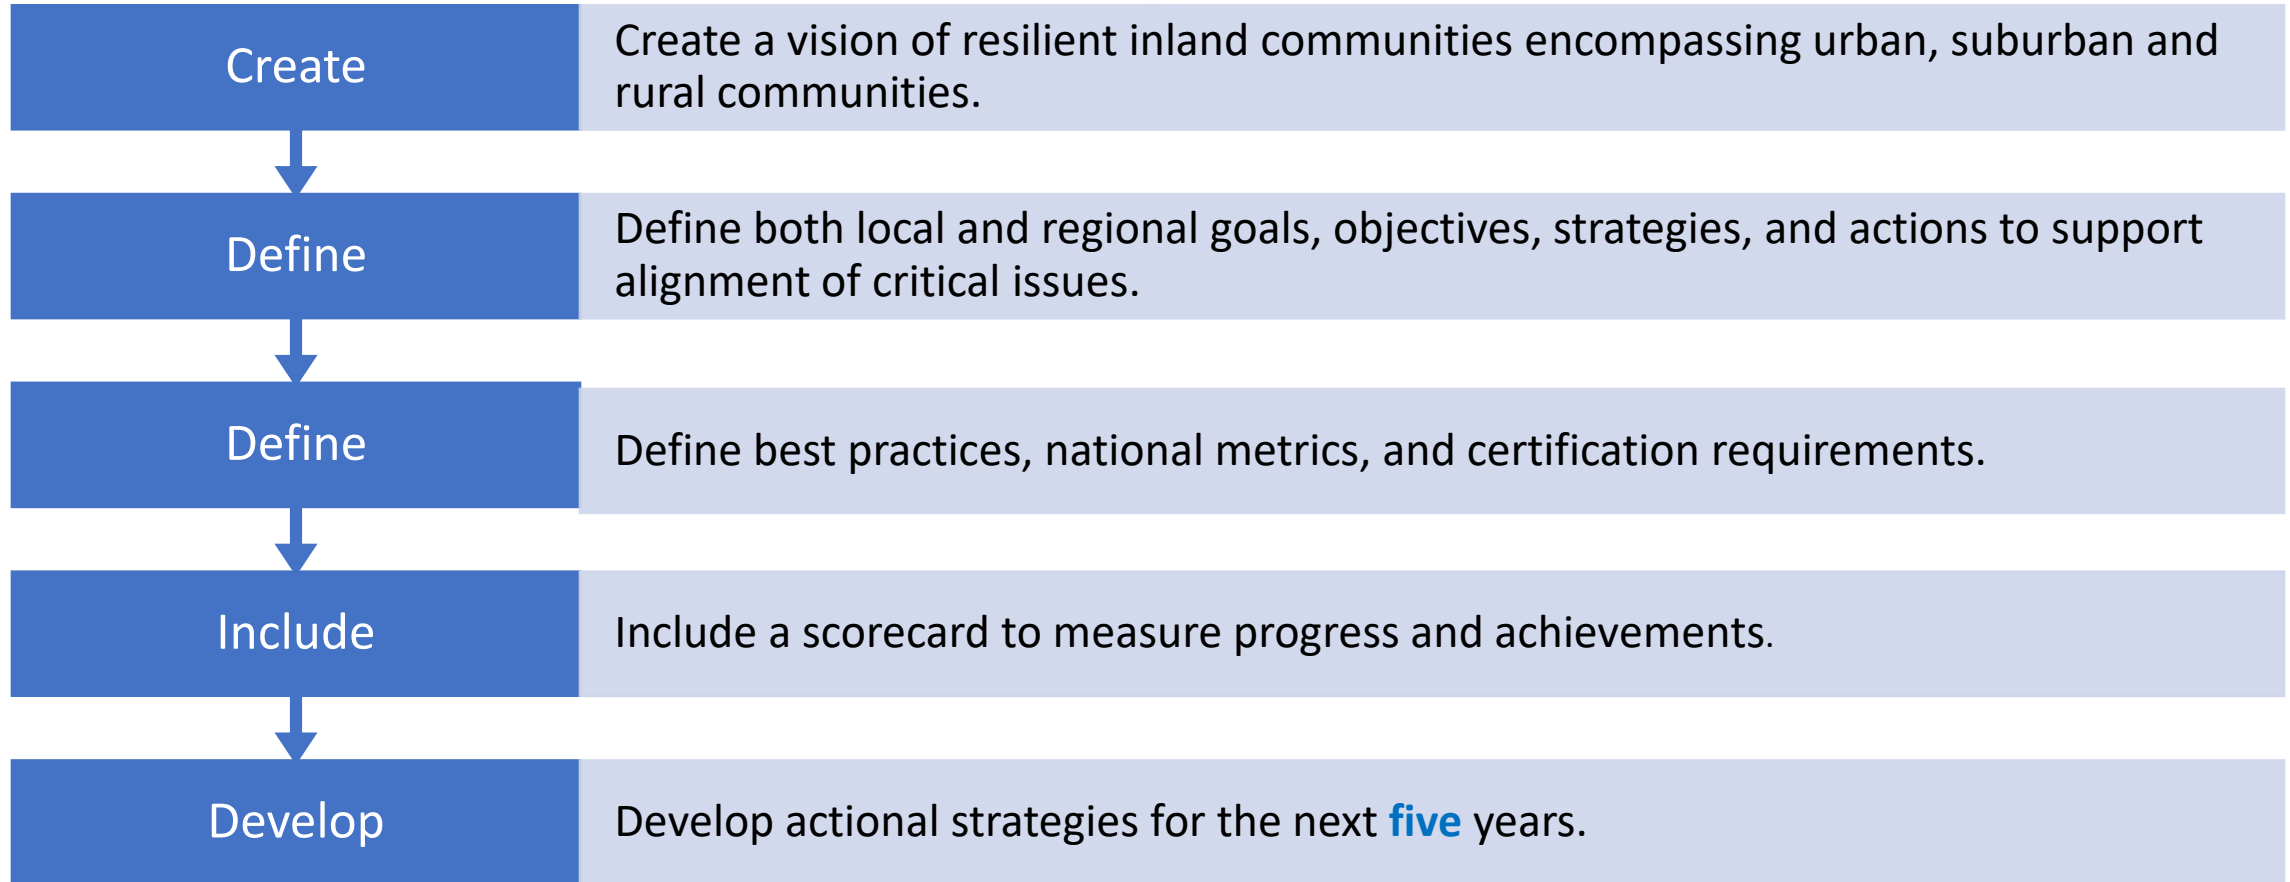 Create
Create a vision of resilient inland communities encompassing urban, suburban and
rural communities.
Define
Define both local and regional goals, objectives, strategies, and actions to support
alignment of critical issues.
Define
Define best practices, national metrics, and certification requirements.
Include
Include a scorecard to measure progress and achievements.
Develop
Develop actional strategies for the next five years.